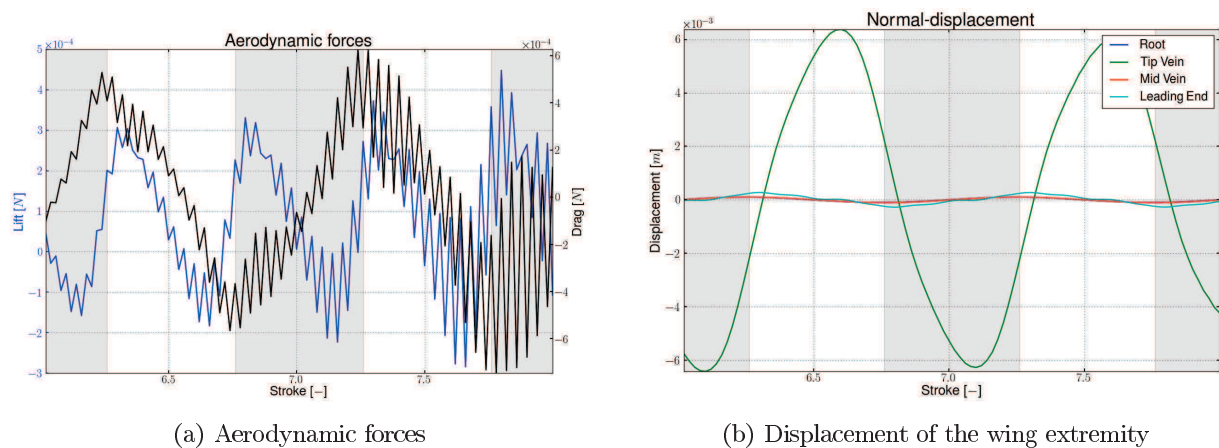 Aerodynamic forces
×10⁻⁴
×10⁻⁴
5
4
3
2
1
0
−1
−2
−3
Lift [N]
6
4
2
0
−2
−4
−6
Drag [N]
6.5 7.0 7.5
Stroke [−]
(a) Aerodynamic forces
Normal-displacement
×10⁻³
6
4
2
0
−2
−4
−6
Displacement [m]
Root
Tip Vein
Mid Vein
Leading End
6.5 7.0 7.5
Stroke [−]
(b) Displacement of the wing extremity